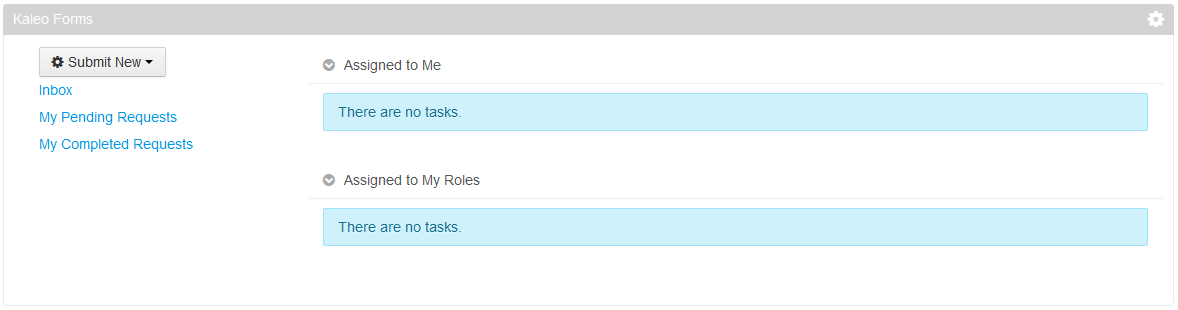 Kaleo Forms
Submit New
Inbox
My Pending Requests
My Completed Requests
Assigned to Me
There are no tasks.
Assigned to My Roles
There are no tasks.